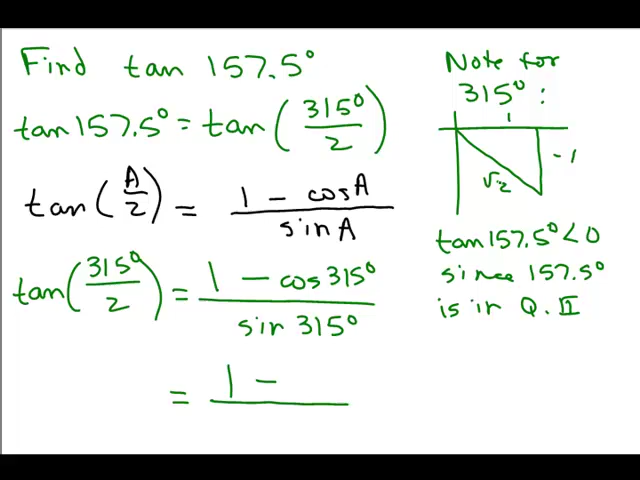 Find tan 157.5°
tan 157.5° = tan (315°/2)
tan (A/2) = (1 - cos A)/(sin A)
tan (315°/2) = (1 - cos 315°)/(sin 315°)
= 1 -
Note for
315° :
1
-1
√2
tan 157.5° < 0
since 157.5°
is in Q. II